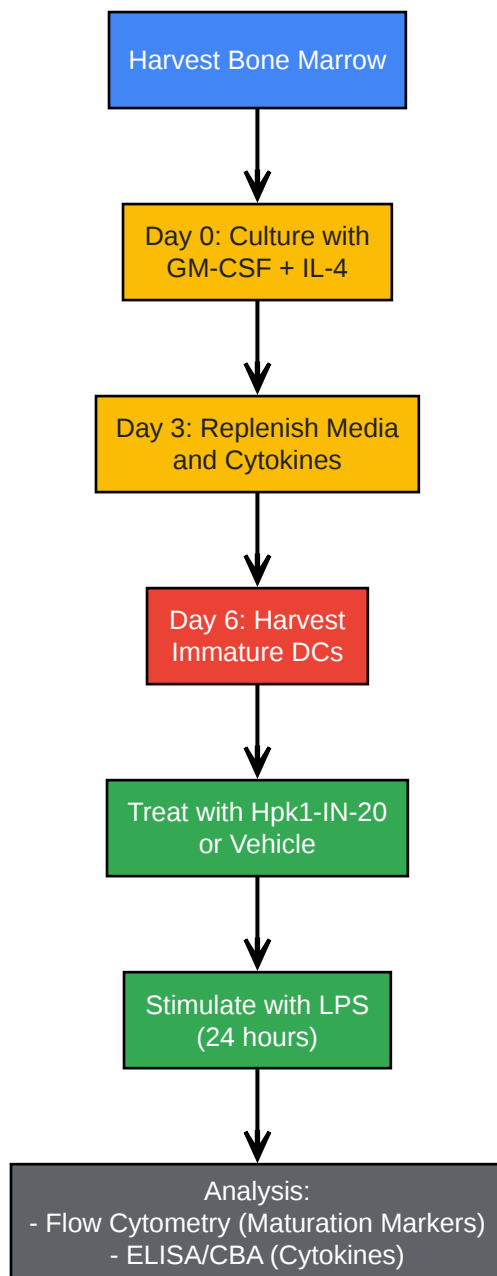 Harvest Bone Marrow
Day 0: Culture with
GM-CSF + IL-4
Day 3: Replenish Media
and Cytokines
Day 6: Harvest
Immature DCs
Treat with Hpk1-IN-20
or Vehicle
Stimulate with LPS
(24 hours)
Analysis:
- Flow Cytometry (Maturation Markers)
- ELISA/CBA (Cytokines)